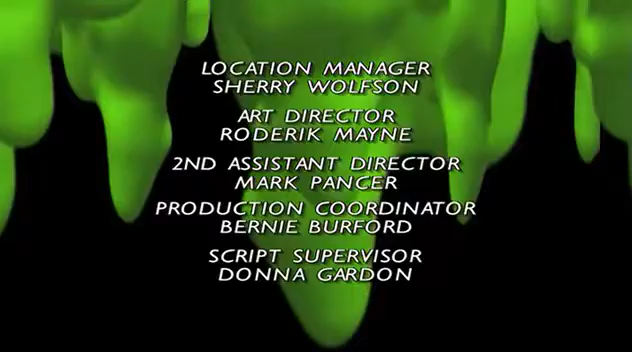 LOCATION MANAGER
SHERRY WOLFSON
ART DIRECTOR
RODERIK MAYNE
2ND ASSISTANT DIRECTOR
MARK PANCER
PRODUCTION COORDINATOR
BERNIE BURFORD
SCRIPT SUPERVISOR
DONNA GARDON